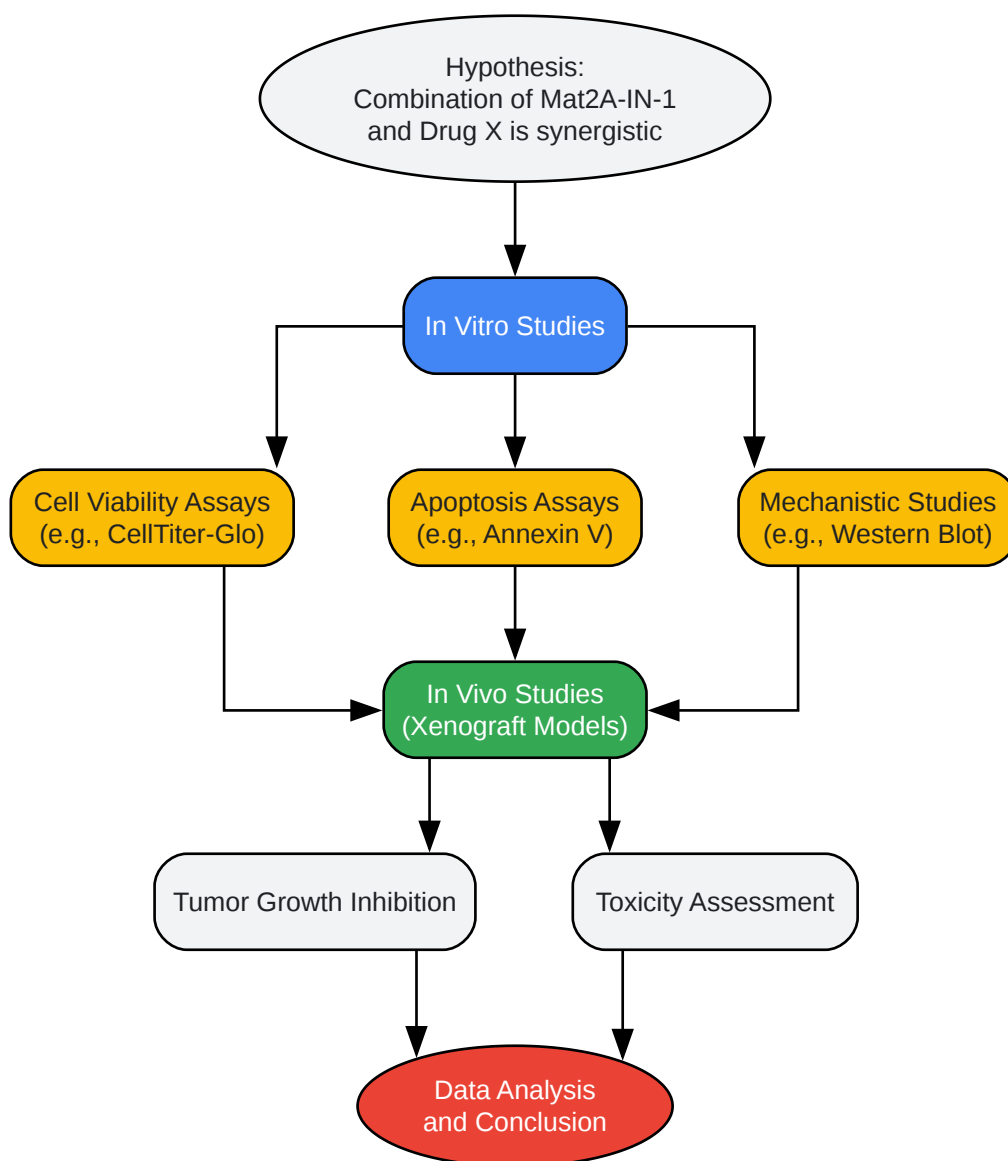 Hypothesis:
Combination of Mat2A-IN-1
and Drug X is synergistic
In Vitro Studies
Cell Viability Assays
(e.g., CellTiter-Glo)
Apoptosis Assays
(e.g., Annexin V)
Mechanistic Studies
(e.g., Western Blot)
In Vivo Studies
(Xenograft Models)
Tumor Growth Inhibition
Toxicity Assessment
Data Analysis
and Conclusion